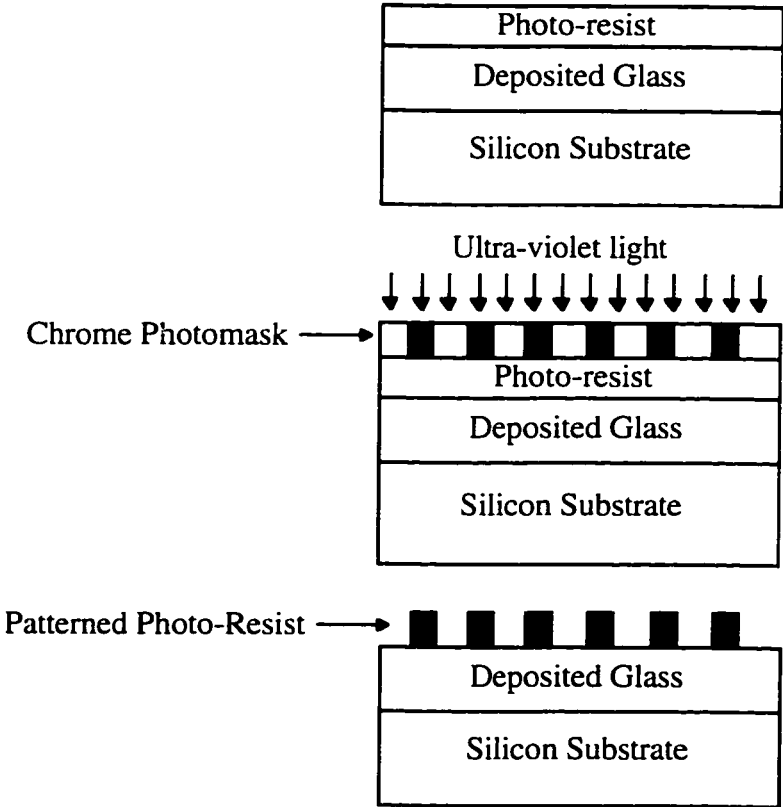 Photo-resist
Deposited Glass
Silicon Substrate
Ultra-violet light
Chrome Photomask
Photo-resist
Deposited Glass
Silicon Substrate
Patterned Photo-Resist
Deposited Glass
Silicon Substrate